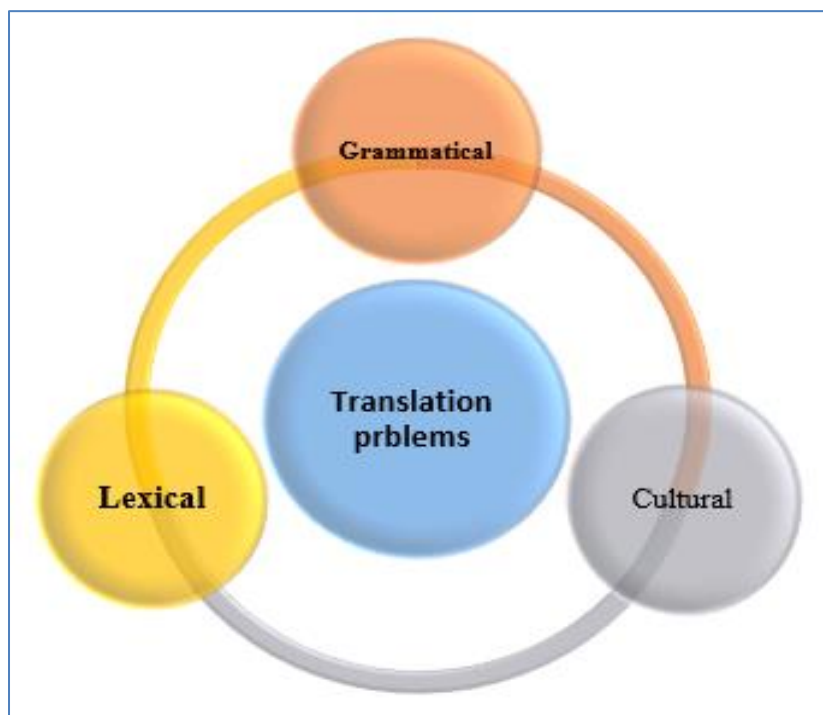 Grammatical
Translation
prblems
Lexical
Cultural